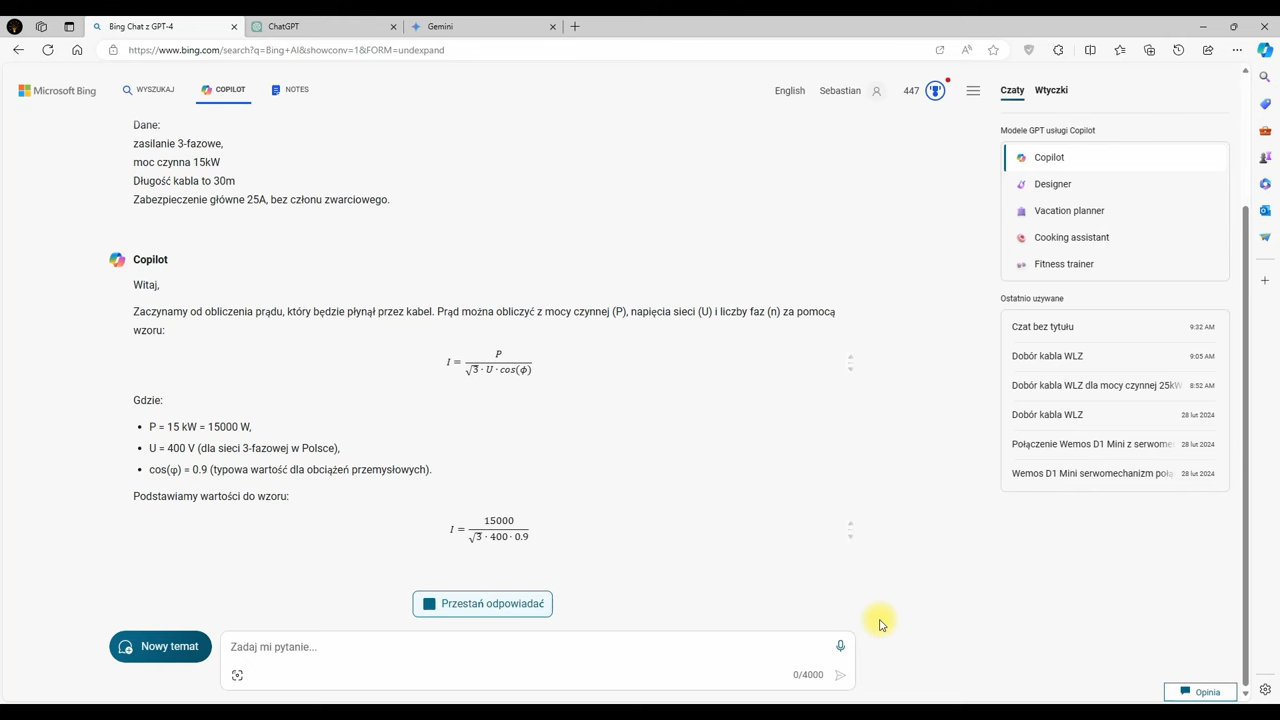 Bing Chat z GPT-4
ChatGPT
Gemini
https://www.bing.com/search?q=Bing+AI&showconv=1&FORM=undexpand
Microsoft Bing
WYSZUKAJ
COPILOT
NOTES
English
Sebastian
447
Czaty
Wtyczki
Dane:
zasilanie 3-fazowe,
moc czynna 15kW
Długość kabla to 30m
Zabezpieczenie główne 25A, bez członu zwarciowego.
Copilot
Witaj,
Zaczynamy od obliczenia prądu, który będzie płynął przez kabel. Prąd można obliczyć z mocy czynnej (P), napięcia sieci (U) i liczby faz (n) za pomocą
wzoru:
I = P / √3 · U · cos(ϕ)
Gdzie:
• P = 15 kW = 15000 W,
• U = 400 V (dla sieci 3-fazowej w Polsce),
• cos(φ) = 0.9 (typowa wartość dla obciążeń przemysłowych).
Podstawiamy wartości do wzoru:
I = 15000 / √3 · 400 · 0.9
Przestań odpowiadać
Nowy temat
Zadaj mi pytanie...
0/4000
Modele GPT usługi Copilot
Copilot
Designer
Vacation planner
Cooking assistant
Fitness trainer
Ostatnio używane
Czat bez tytułu 9:32 AM
Dobór kabla WLZ 9:05 AM
Dobór kabla WLZ dla mocy czynnej 25kW 8:52 AM
Dobór kabla WLZ 28 lut 2024
Połączenie Wemos D1 Mini z serwome 28 lut 2024
Wemos D1 Mini serwomechanizm połą 28 lut 2024
Opinia